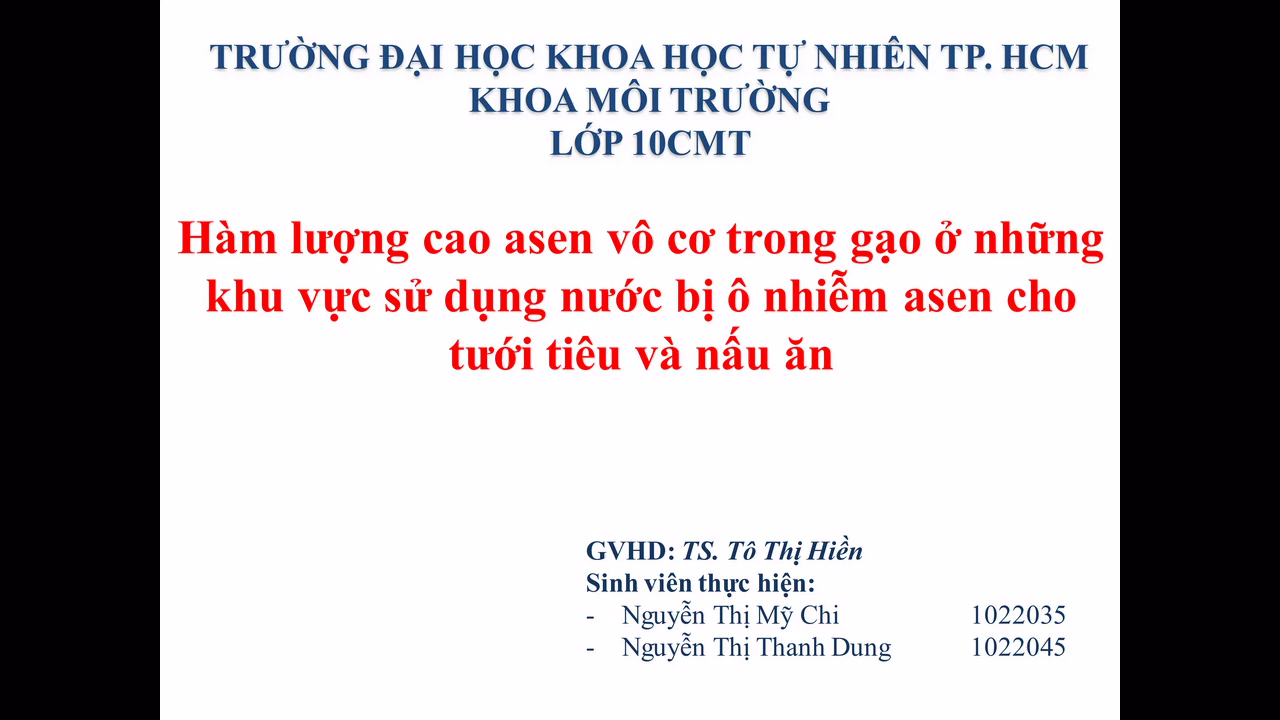 TRƯỜNG ĐẠI HỌC KHOA HỌC TỰ NHIÊN TP. HCM
KHOA MÔI TRƯỜNG
LỚP 10CMT
Hàm lượng cao asen vô cơ trong gạo ở những
khu vực sử dụng nước bị ô nhiễm asen cho
tưới tiêu và nấu ăn
GVHD: TS. Tô Thị Hiền
Sinh viên thực hiện:
- Nguyễn Thị Mỹ Chi 1022035
- Nguyễn Thị Thanh Dung 1022045